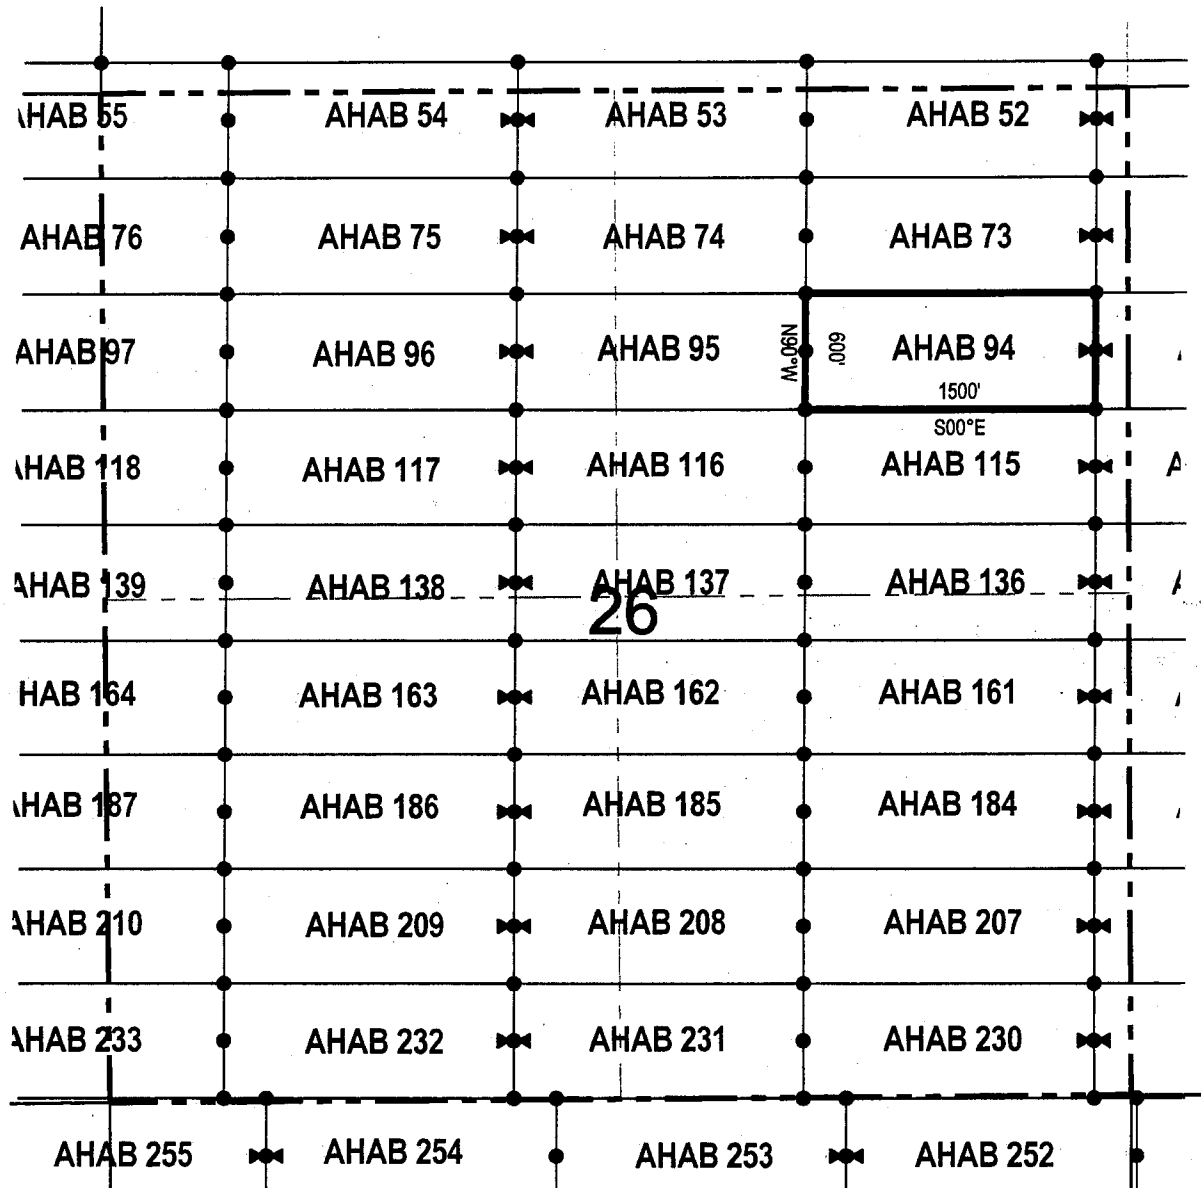 AHAB 55 AHAB 54 AHAB 53 AHAB 52
AHAB 76 AHAB 75 AHAB 74 AHAB 73
AHAB 97 AHAB 96 AHAB 95 N90°W 600' AHAB 94
1500'
S00°E
AHAB 118 AHAB 117 AHAB 116 AHAB 115 A
AHAB 139 AHAB 138 AHAB 137 AHAB 136
26
HAB 164 AHAB 163 AHAB 162 AHAB 161
AHAB 187 AHAB 186 AHAB 185 AHAB 184
AHAB 210 AHAB 209 AHAB 208 AHAB 207
AHAB 233 AHAB 232 AHAB 231 AHAB 230
AHAB 255 AHAB 254 AHAB 253 AHAB 252